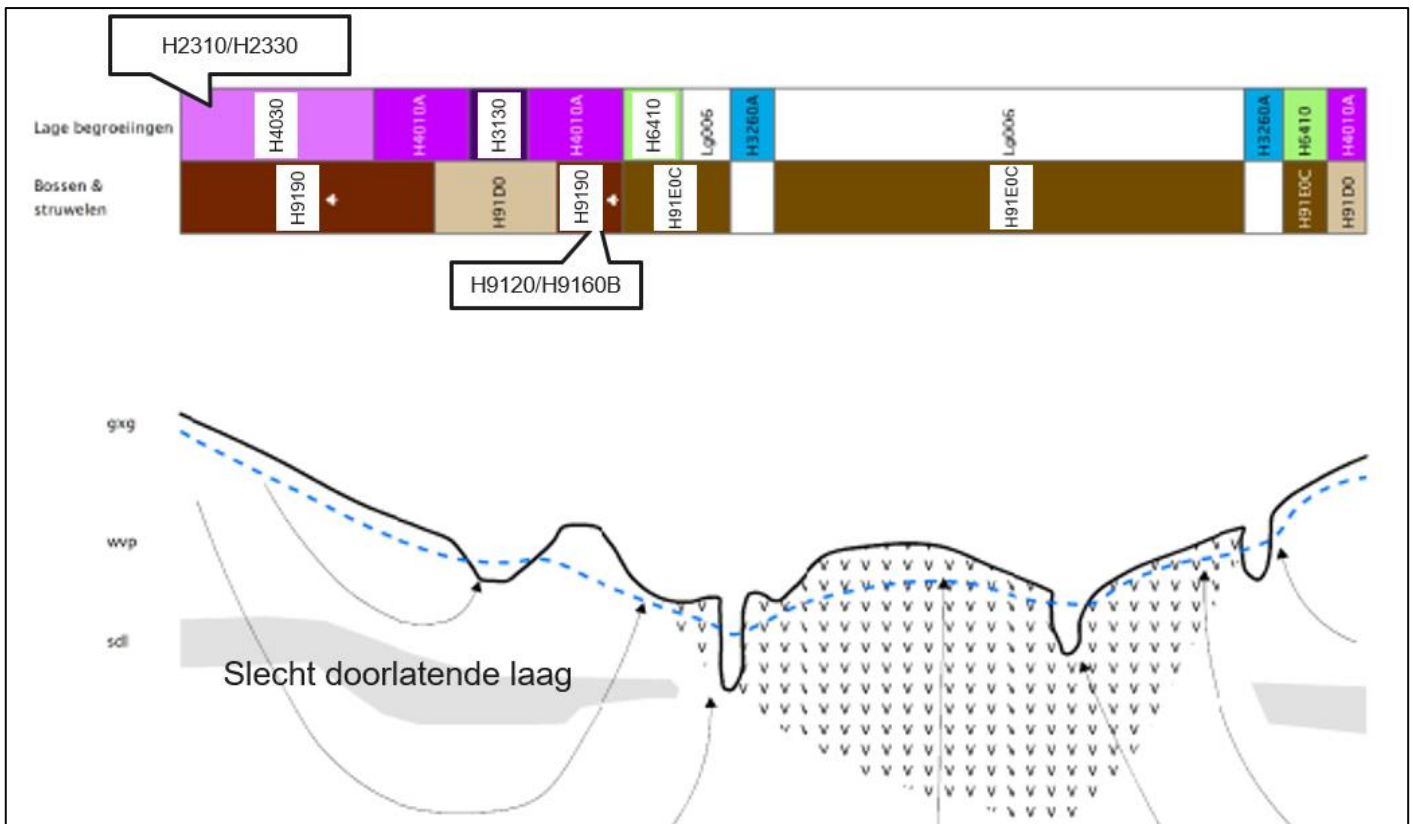 H2310/H2330
Lage begroeiingen
H4030
H4010A
H3130
H4010A
H6410
Lg006
H3260A
Lg006
H3260A
H6410
H4010A
Bossen &
struwelen
H9190
H91D0
H9190
H91E0C
H91E0C
H91E0C
H91D0
H9120/H9160B
gxg
wvp
sdl
Slecht doorlatende laag